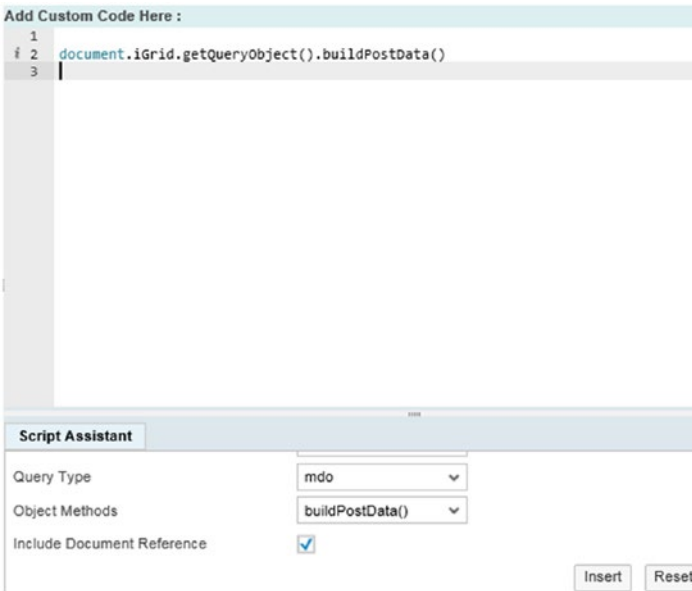 Add Custom Code Here :
1
i 2 document.iGrid.getQueryObject().buildPostData()
3
Script Assistant
Query Type mdo
Object Methods buildPostData()
Include Document Reference
Insert Reset